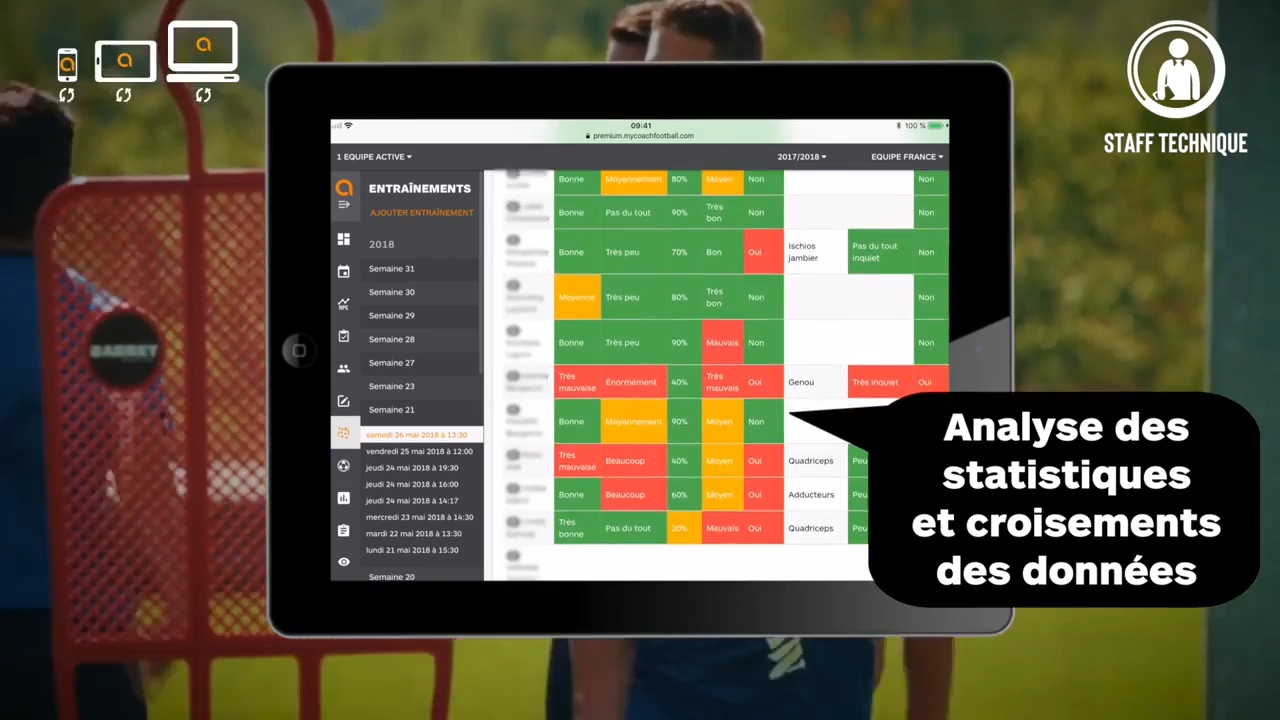 STAFF TECHNIQUE
09:41
100 %
premium.mycoachfootball.com
1 EQUIPE ACTIVE
2017/2018
EQUIPE FRANCE
ENTRAÎNEMENTS
AJOUTER ENTRAÎNEMENT
2018
Semaine 31
Semaine 30
Semaine 29
Semaine 28
Semaine 27
Semaine 23
Semaine 21
samedi 26 mai 2018 à 13:30
vendredi 25 mai 2018 à 12:00
jeudi 24 mai 2018 à 19:30
jeudi 24 mai 2018 à 16:00
jeudi 24 mai 2018 à 14:17
mercredi 23 mai 2018 à 14:30
mardi 22 mai 2018 à 13:30
lundi 21 mai 2018 à 15:30
Semaine 20
Bonne Moyennement 80% Moyen Non Non
Bonne Pas du tout 90% Très bon Non Non
Bonne Très peu 70% Bon Oui Ischios jambier Pas du tout inquiet Non
Moyenne Très peu 80% Très bon Non Non
Bonne Très peu 90% Mauvais Non Non
Très mauvaise Énormément 40% Très mauvais Oui Genou Très inquiet Oui
Bonne Moyennement 90% Moyen Non
Très mauvaise Beaucoup 40% Moyen Oui Quadriceps Peu
Bonne Beaucoup 60% Moyen Oui Adducteurs Peu
Très bonne Pas du tout 20% Mauvais Oui Quadriceps Peu
Analyse des
statistiques
et croisements
des données